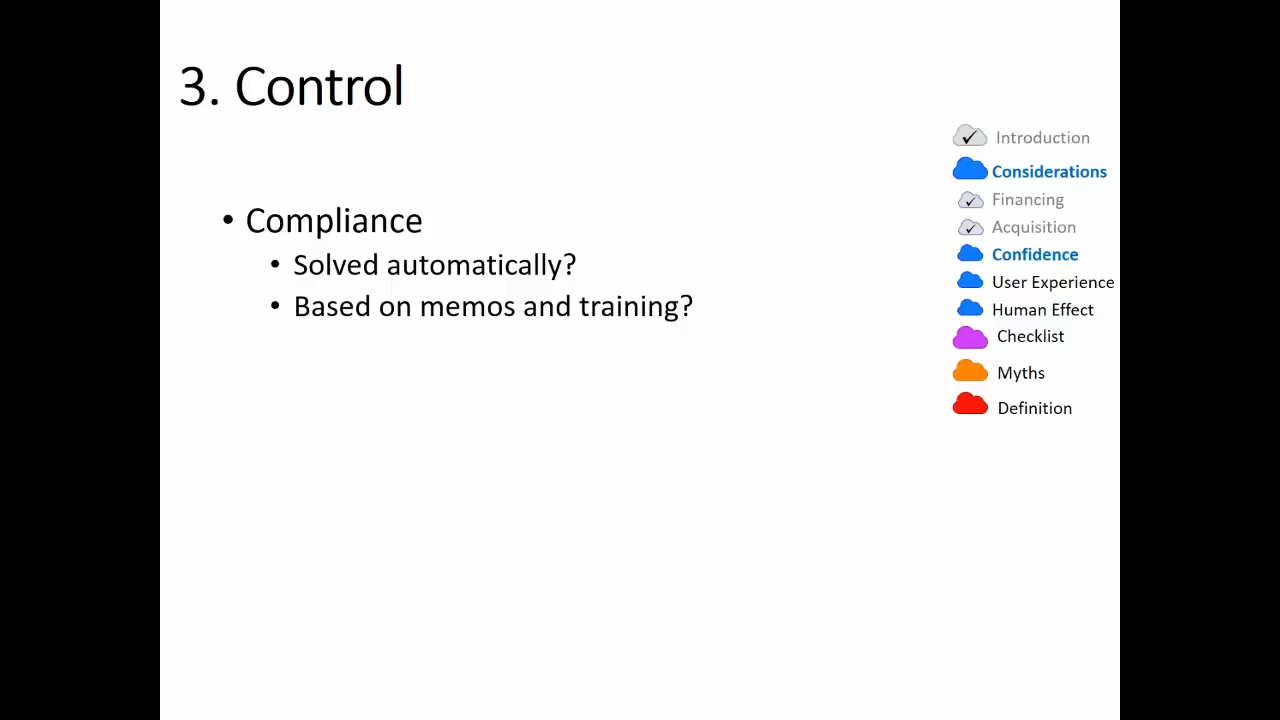 3. Control
• Compliance
• Solved automatically?
• Based on memos and training?
Introduction
Considerations
Financing
Acquisition
Confidence
User Experience
Human Effect
Checklist
Myths
Definition